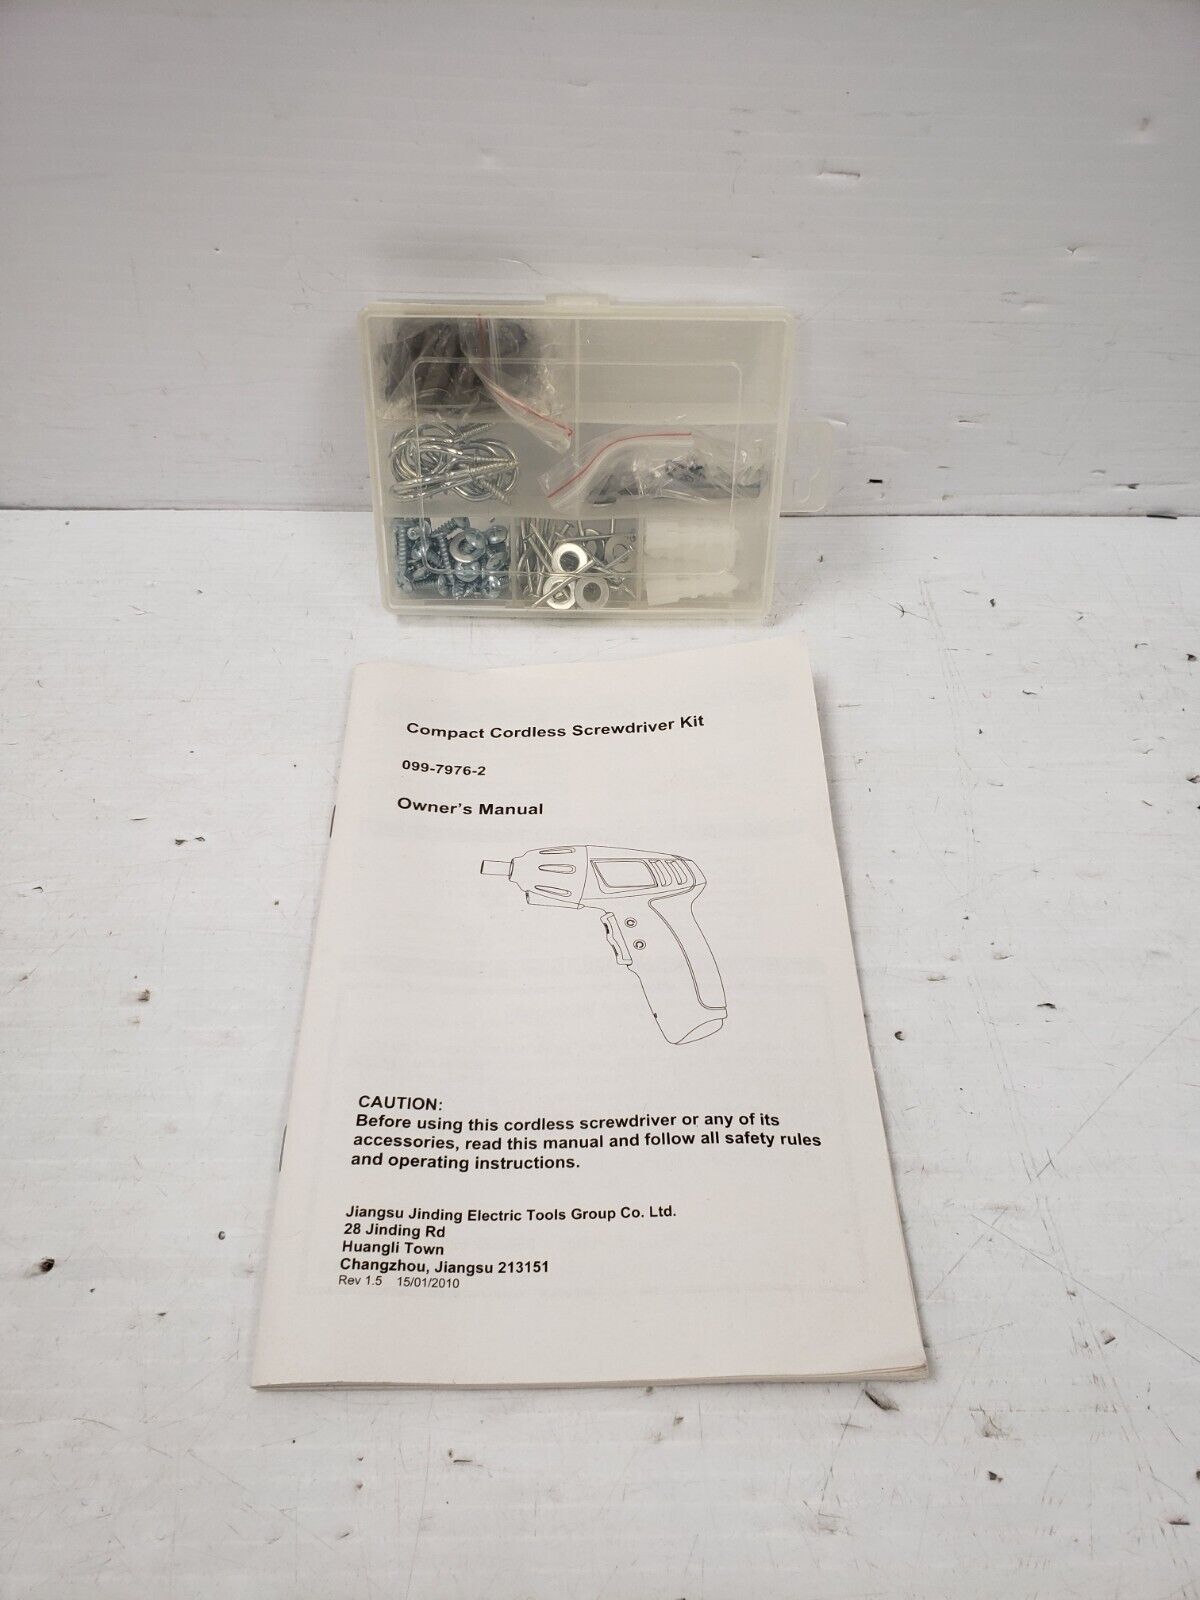 Compact Cordless Screwdriver Kit
099-7976-2
Owner's Manual
CAUTION:
Before using this cordless screwdriver or any of its
accessories, read this manual and follow all safety rules
and operating instructions.
Jiangsu Jinding Electric Tools Group Co. Ltd.
28 Jinding Rd
Huangli Town
Changzhou, Jiangsu 213151
Rev 1.5 15/01/2010